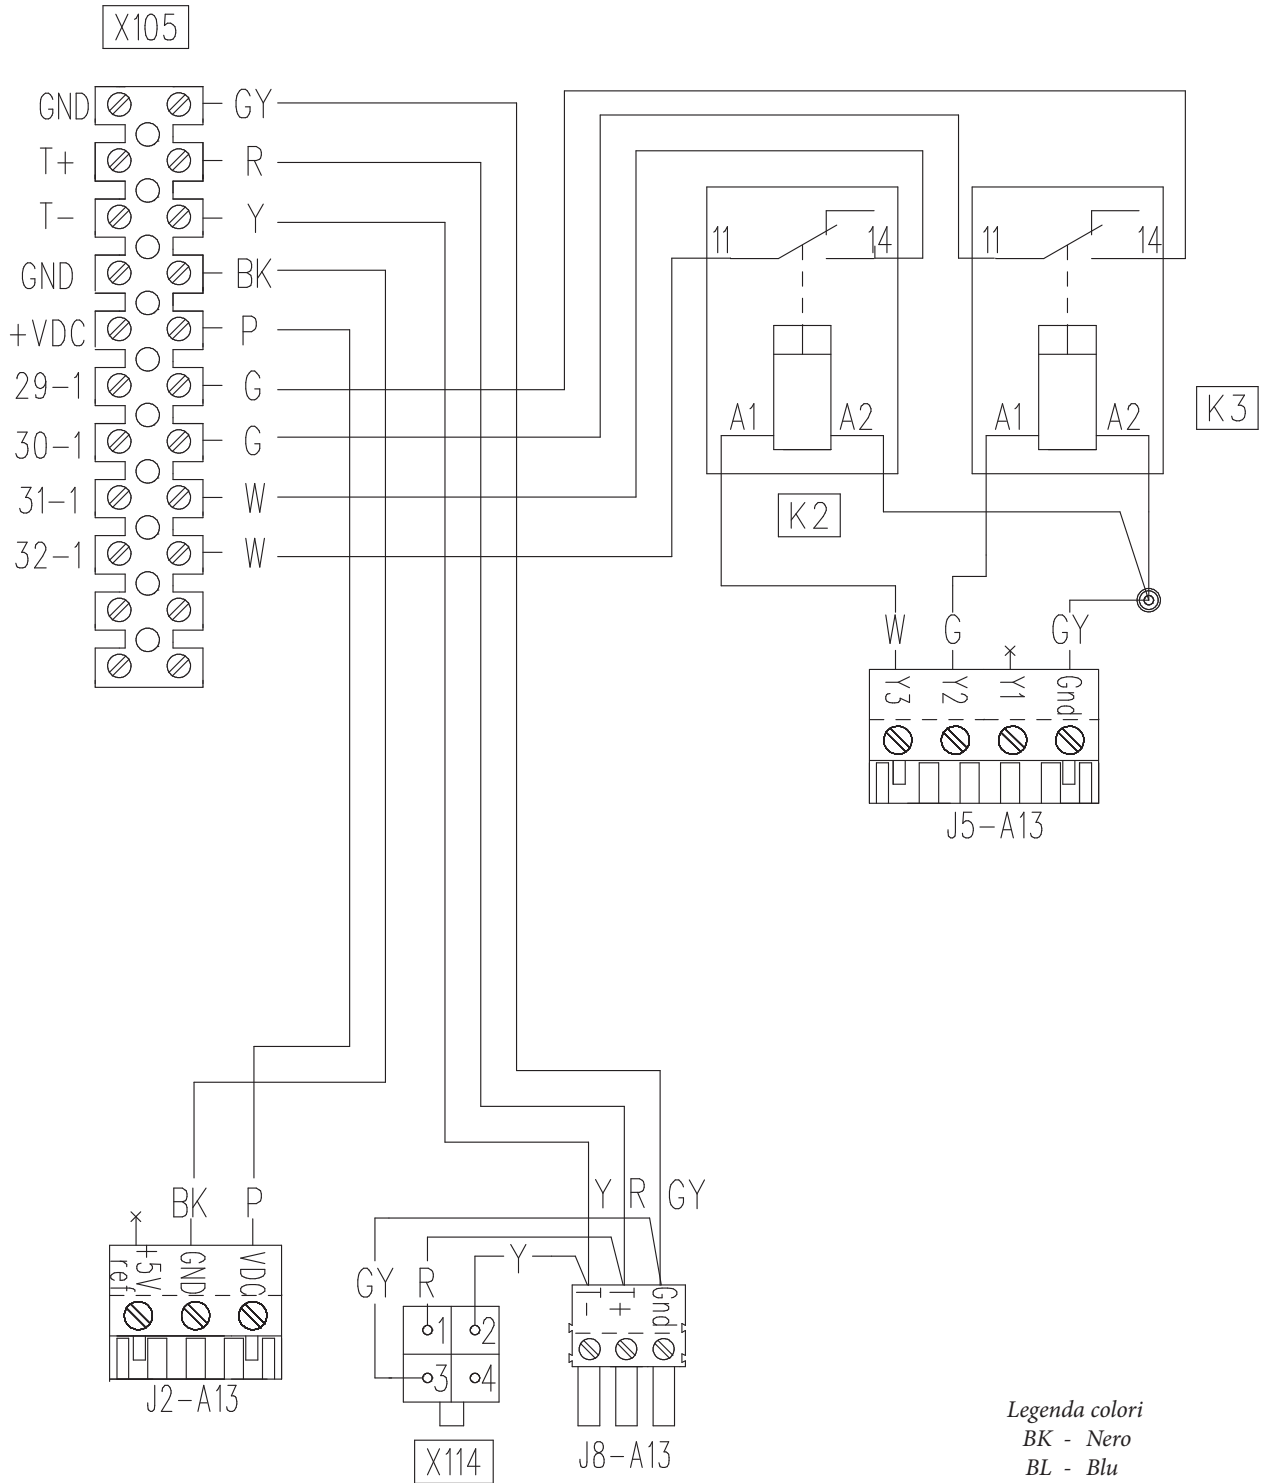 X105
GND GY
T+ R
T- Y
GND BK
+VDC P
29-1 G
30-1 G
31-1 W
32-1 W
11 14
11 14
A1 A2
A1 A2
K3
K2
W G GY
Y3 Y2 Y1 Gnd
J5-A13
BK P
+5V ref GND VDC
J2-A13
Y R GY
GY R Y
1 2
3 4
X114
T- T+ Gnd
J8-A13
Legenda colori
BK - Nero
BL - Blu